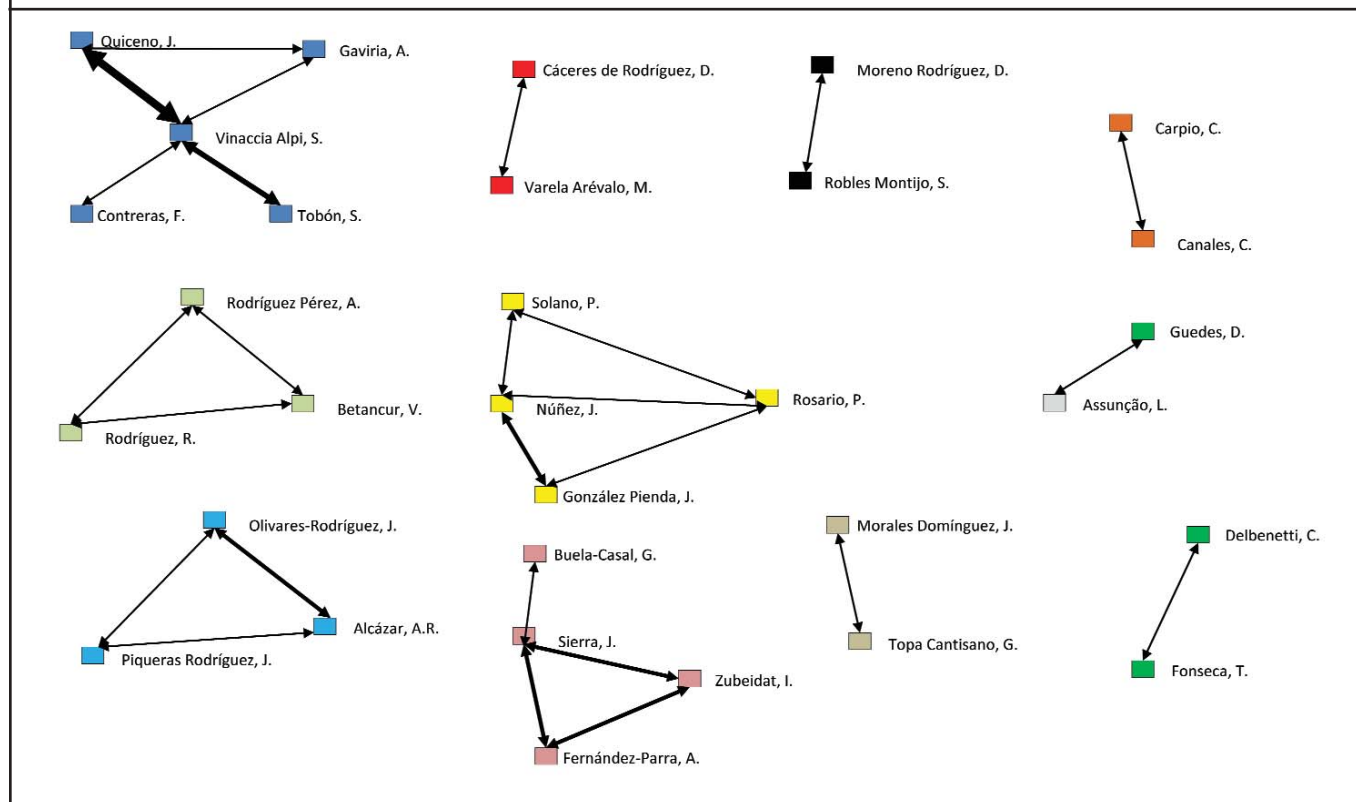 Quiceno, J.
Gaviria, A.
Vinaccia Alpi, S.
Contreras, F.
Tobón, S.
Cáceres de Rodríguez, D.
Varela Arévalo, M.
Moreno Rodríguez, D.
Robles Montijo, S.
Carpio, C.
Canales, C.
Rodríguez Pérez, A.
Betancur, V.
Rodríguez, R.
Solano, P.
Núñez, J.
Rosario, P.
González Pienda, J.
Guedes, D.
Assunção, L.
Olivares-Rodríguez, J.
Alcázar, A.R.
Piqueras Rodríguez, J.
Buela-Casal, G.
Sierra, J.
Zubeidat, I.
Fernández-Parra, A.
Morales Domínguez, J.
Topa Cantisano, G.
Delbenetti, C.
Fonseca, T.